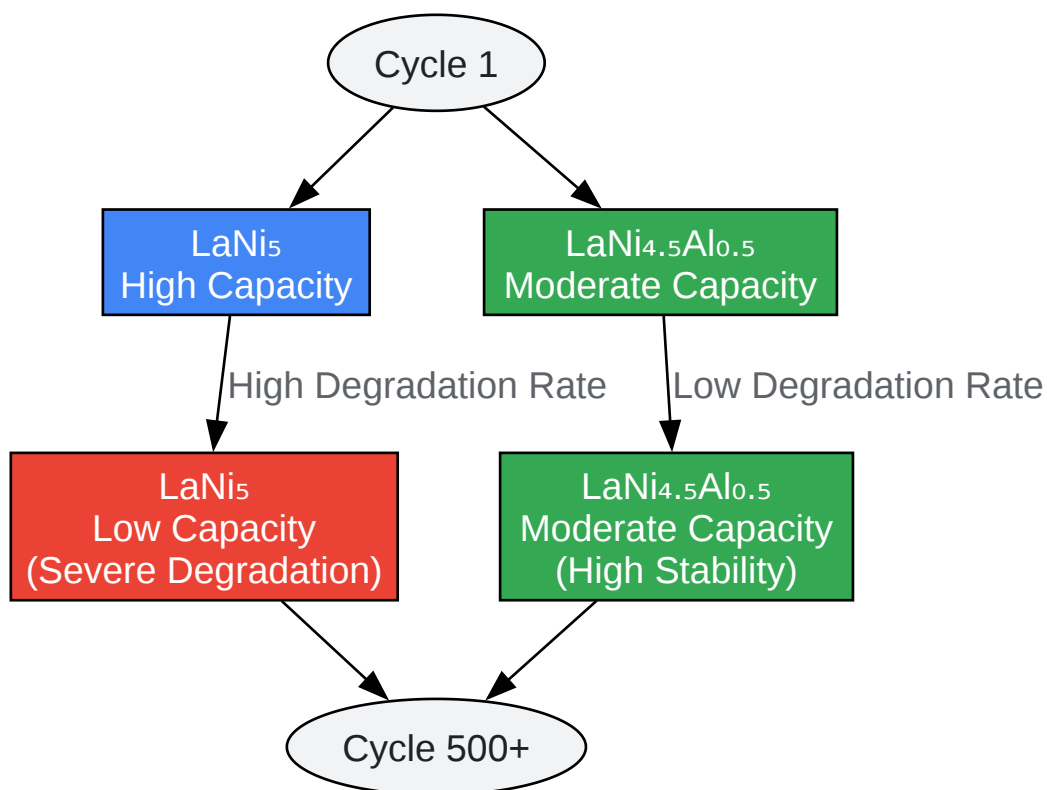 Cycle 1
LaNi₅
High Capacity
LaNi₄.₅Al₀.₅
Moderate Capacity
High Degradation Rate
Low Degradation Rate
LaNi₅
Low Capacity
(Severe Degradation)
LaNi₄.₅Al₀.₅
Moderate Capacity
(High Stability)
Cycle 500+